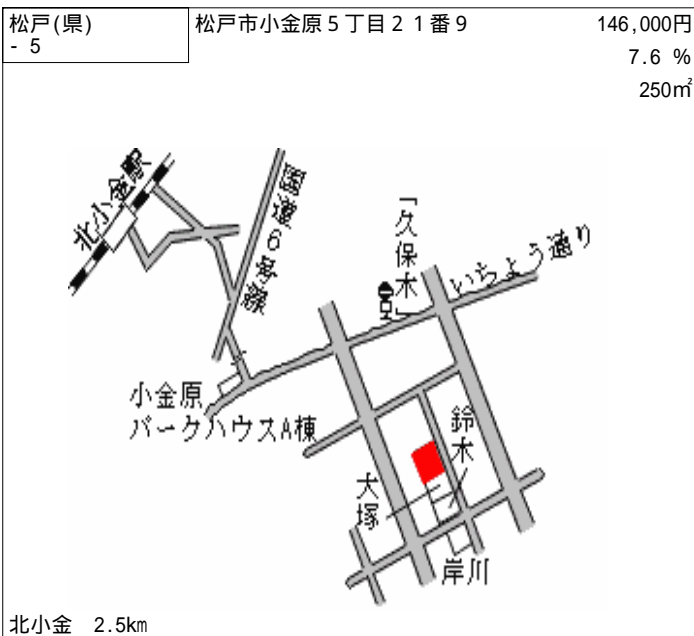 松戸(県)
- 5
松戸市小金原５丁目２１番９
146,000円
7.6 %
250㎡
北小金駅
国道６号線
「久保木」
いちょう通り
小金原
パークハウスA棟
鈴木
大塚
岸川
北小金 2.5km